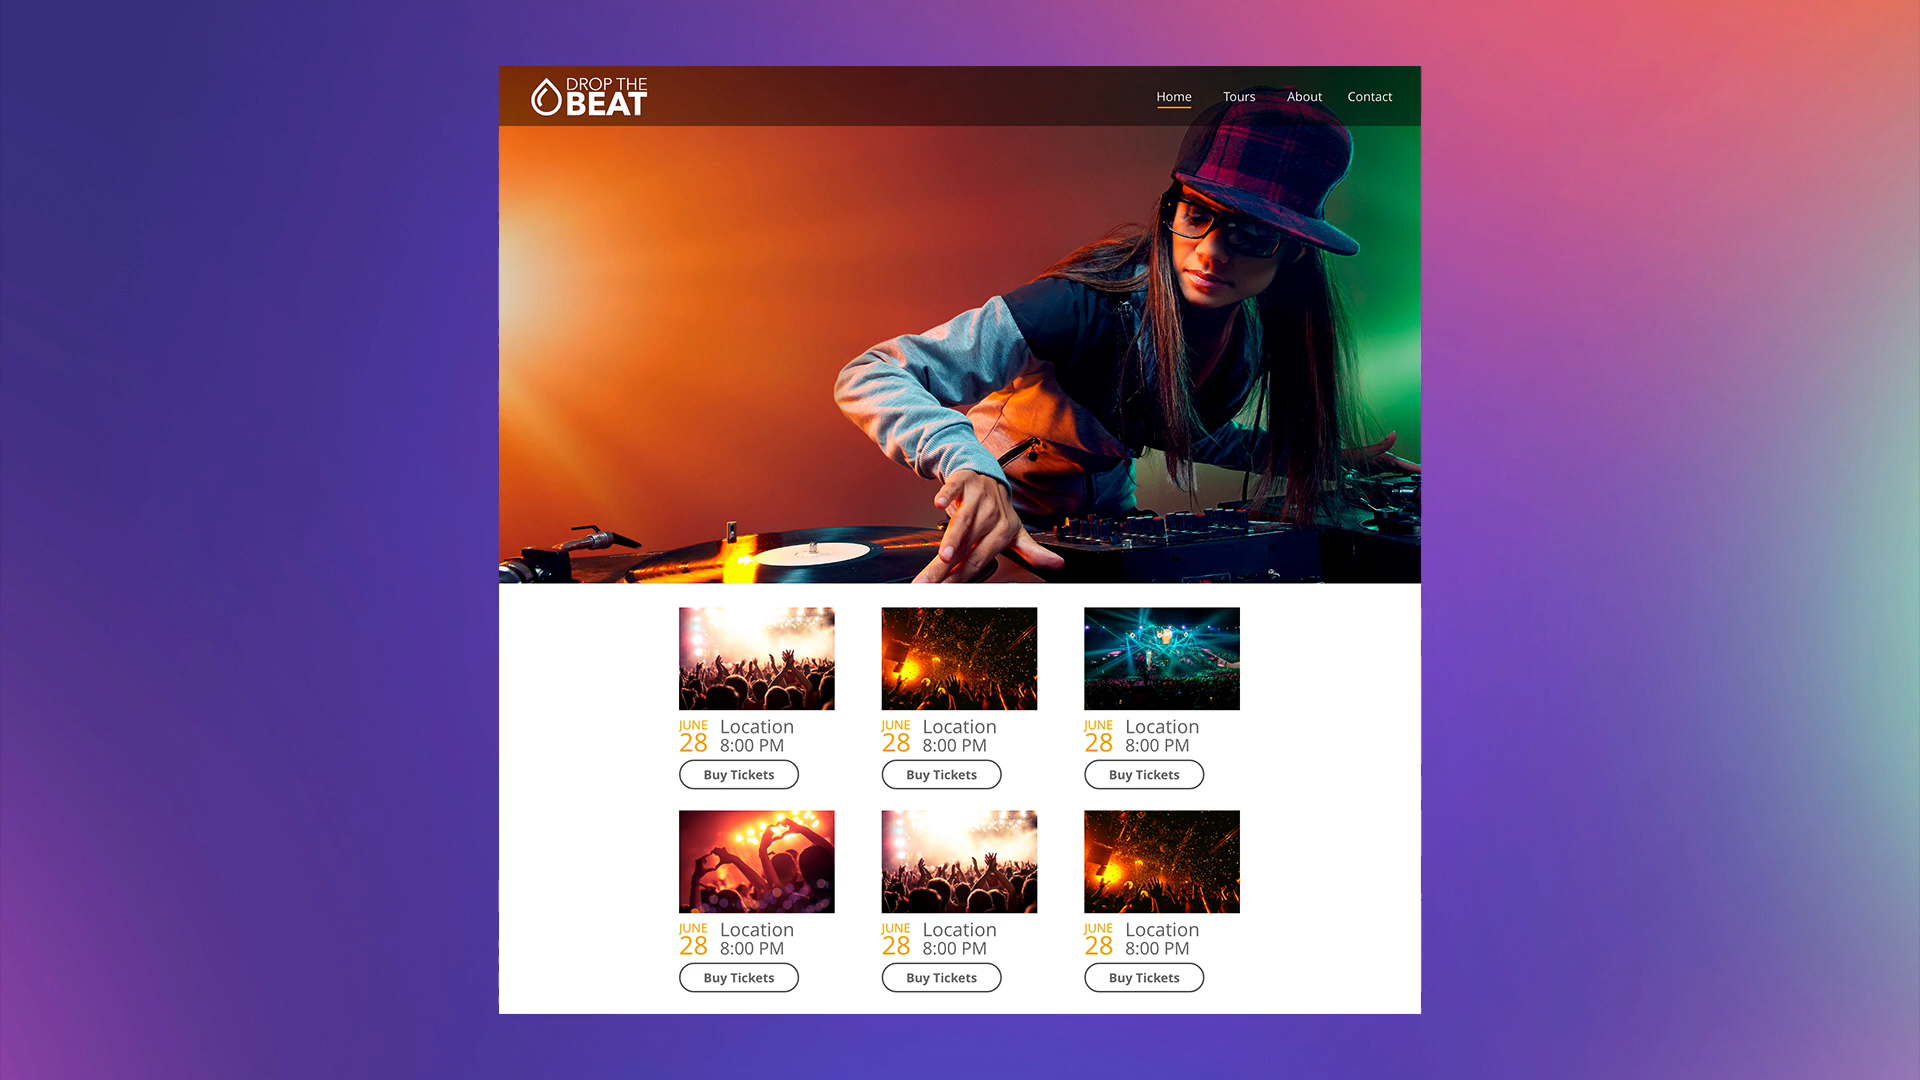 DROP THE
BEAT
Home Tours About Contact
JUNE
28
Location
8:00 PM
Buy Tickets
JUNE
28
Location
8:00 PM
Buy Tickets
JUNE
28
Location
8:00 PM
Buy Tickets
JUNE
28
Location
8:00 PM
Buy Tickets
JUNE
28
Location
8:00 PM
Buy Tickets
JUNE
28
Location
8:00 PM
Buy Tickets